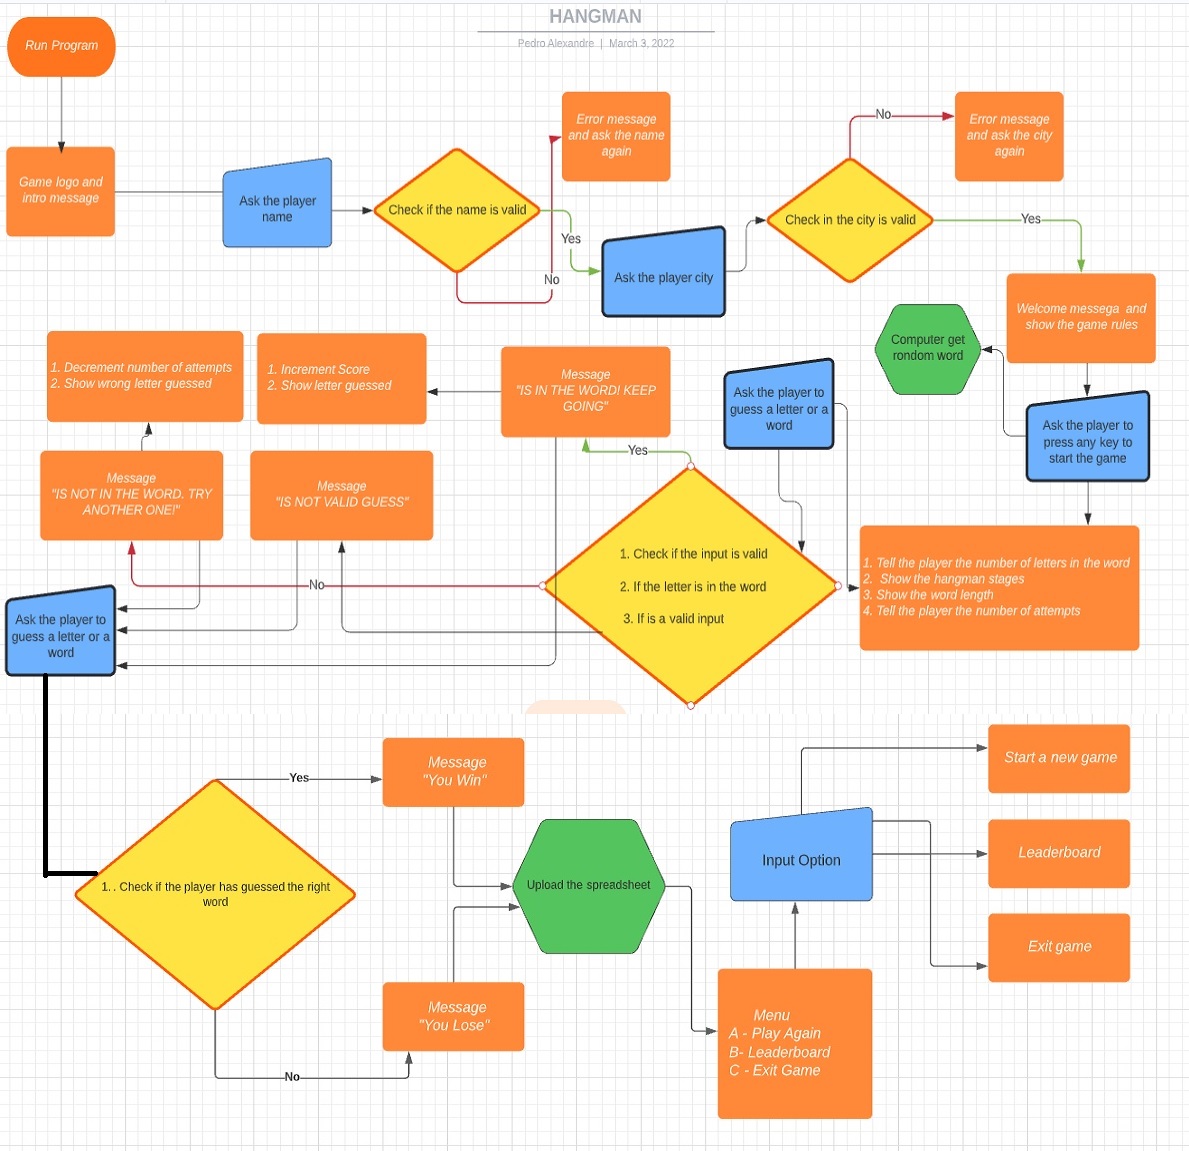 HANGMAN
Pedro Alexandre | March 3, 2022
Run Program
Game logo and
intro message
Ask the player
name
Check if the name is valid
No
Error message
and ask the name
again
Yes
Ask the player city
Check in the city is valid
No
Error message
and ask the city
again
Yes
Welcome messega and
show the game rules
Computer get
rondom word
Ask the player to
press any key to
start the game
1. Tell the player the number of letters in the word
2. Show the hangman stages
3. Show the word length
4. Tell the player the number of attempts
Ask the player to
guess a letter or a
word
1. Check if the input is valid
2. If the letter is in the word
3. If is a valid input
Yes
Message
"IS IN THE WORD! KEEP
GOING"
1. Increment Score
2. Show letter guessed
1. Decrement number of attempts
2. Show wrong letter guessed
Message
"IS NOT IN THE WORD. TRY
ANOTHER ONE!"
Message
"IS NOT VALID GUESS"
No
Ask the player to
guess a letter or a
word
1. . Check if the player has guessed the right
word
Yes
Message
"You Win"
No
Message
"You Lose"
Upload the spreadsheet
Menu
A - Play Again
B- Leaderboard
C - Exit Game
Input Option
Start a new game
Leaderboard
Exit game